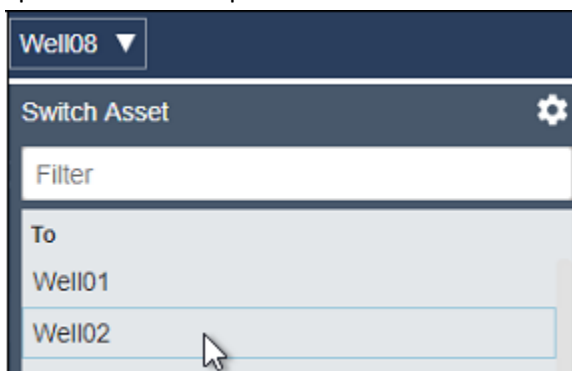 Well08 ▼
Switch Asset
Filter
To
Well01
Well02